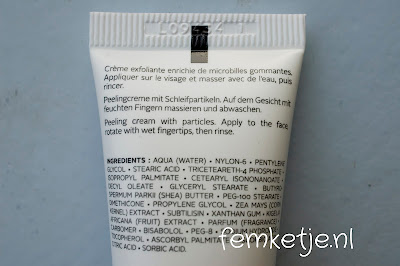 Crème exfoliante enrichie de microbilles gommantes.
Appliquer sur le visage et masser avec de l'eau, puis
rincer.
Peelingcreme mit Schleifpartikeln. Auf dem Gesicht mit
feuchten Fingern massieren und abwaschen.
Peeling cream with particles. Apply to the face,
rotate with wet fingertips, then rinse.
INGREDIENTS : AQUA (WATER) • NYLON-6 • PENTYLENE
GLYCOL • STEARIC ACID • TRICETEARETH-4 PHOSPHATE •
ISOPROPYL PALMITATE • CETEARYL ISONONANOATE •
DECYL OLEATE • GLYCERYL STEARATE • BUTYRO
SPERMUM PARKII (SHEA) BUTTER • PEG-100 STEARATE •
DIMETHICONE • PROPYLENE GLYCOL • ZEA MAYS (CORN
KERNEL) EXTRACT • SUBTILISIN • XANTHAN GUM • KIGELIA
AFRICANA (FRUIT) EXTRACT • PARFUM (FRAGRANCE) •
CARBOMER • BISABOLOL • PEG-8 • SODIUM HYDRO
TOCOPHEROL • ASCORBYL PALMITATE
CITRIC ACID • SORBIC ACID.
femketje.nl